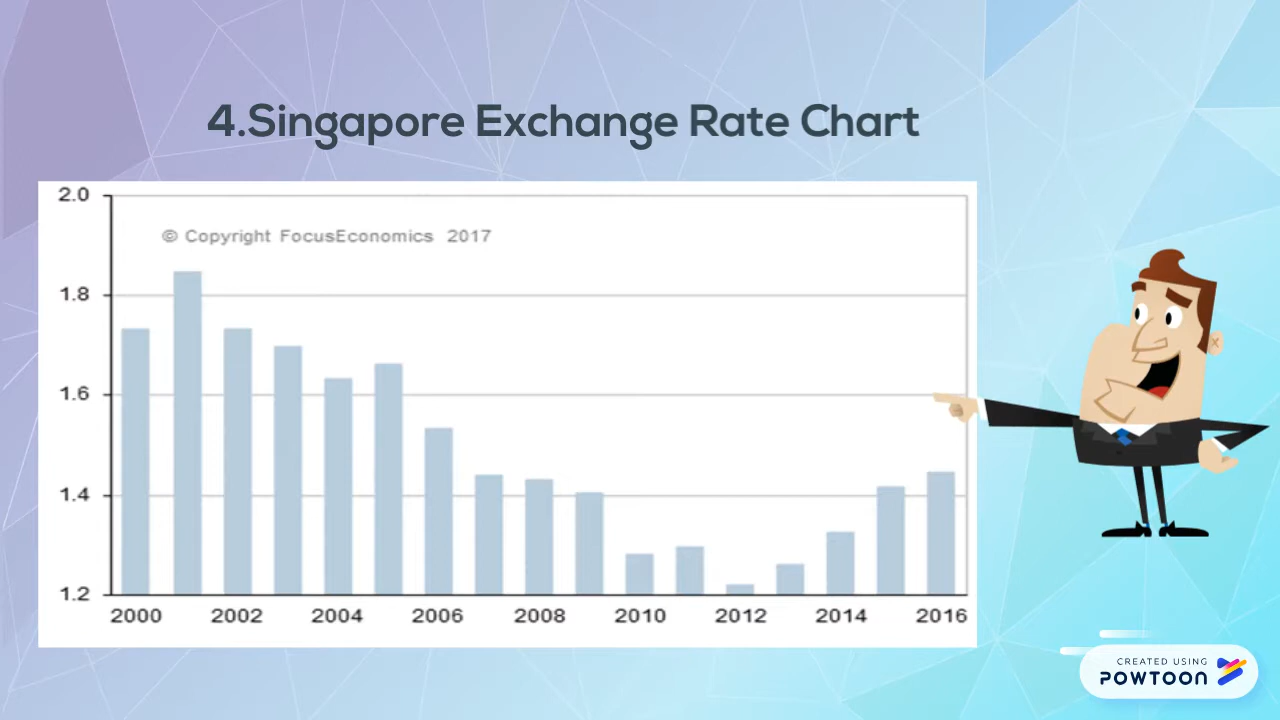 4.Singapore Exchange Rate Chart
2.0
© Copyright FocusEconomics 2017
1.8
1.6
1.4
1.2
2000 2002 2004 2006 2008 2010 2012 2014 2016
CREATED USING
POWTOON